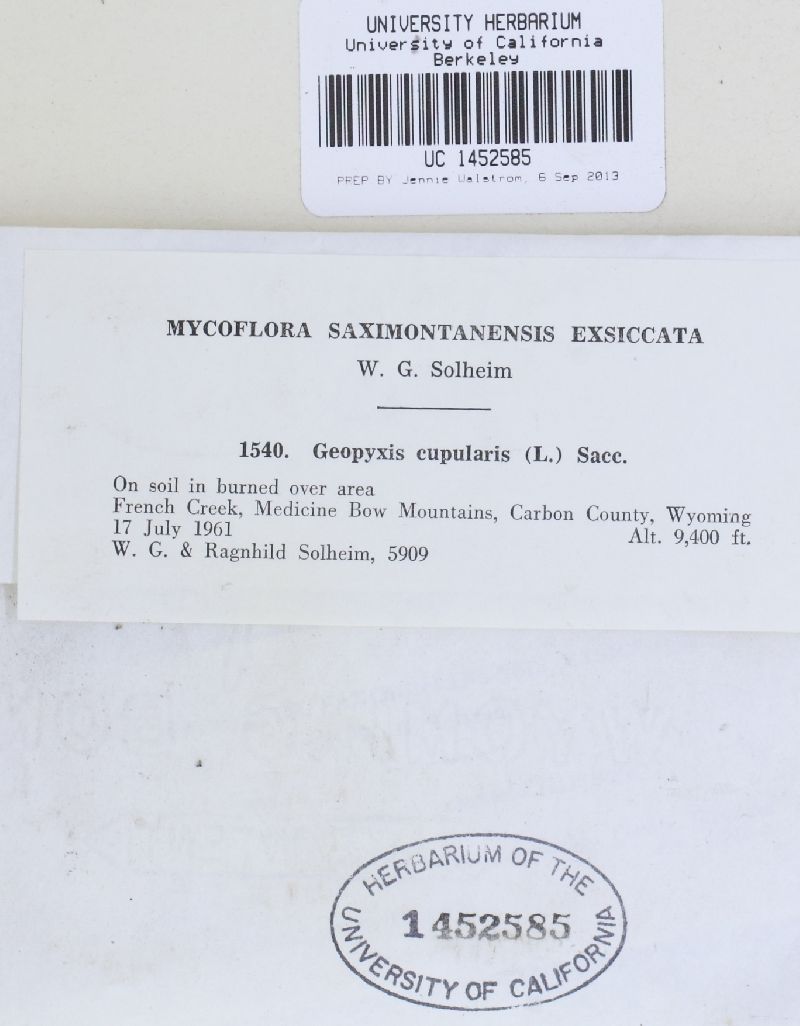 UNIVERSITY HERBARIUM
University of California
Berkeley
UC 1452585
PREP BY Jennie Walstrom, 6 Sep 2013
MYCOFLORA SAXIMONTANENSIS EXSICCATA
W. G. Solheim
1540. Geopyxis cupularis (L.) Sacc.
On soil in burned over area
French Creek, Medicine Bow Mountains, Carbon County, Wyoming
17 July 1961 Alt. 9,400 ft.
W. G. & Ragnhild Solheim, 5909
HERBARIUM OF THE
1452585
UNIVERSITY OF CALIFORNIA